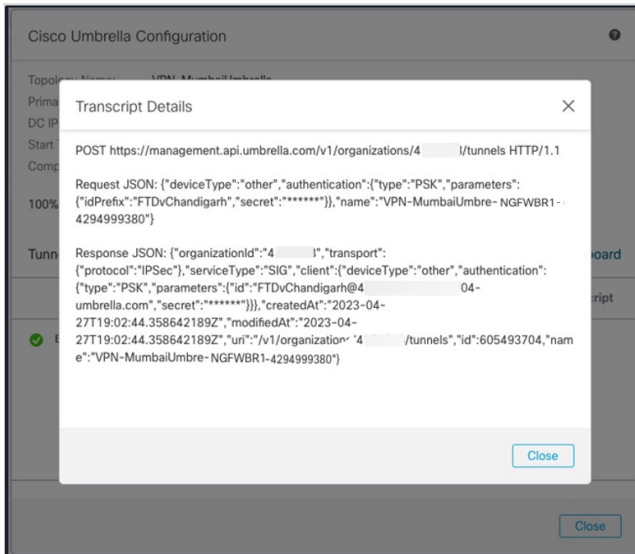 Cisco Umbrella Configuration
Transcript Details
POST https://management.api.umbrella.com/v1/organizations/4 /tunnels HTTP/1.1
Request JSON: {"deviceType":"other","authentication":{"type":"PSK","parameters":
{"idPrefix":"FTDvChandigarh","secret":"******"}},"name":"VPN-MumbaiUmbre-NGFWBR1-
4294999380"}
Response JSON: {"organizationId":"4 ","transport":
{"protocol":"IPSec"},"serviceType":"SIG","client":{"deviceType":"other","authentication":
{"type":"PSK","parameters":{"id":"FTDvChandigarh@4 04-
umbrella.com","secret":"******"}}},"createdAt":"2023-04-
27T19:02:44.358642189Z","modifiedAt":"2023-04-
27T19:02:44.358642189Z","uri":"/v1/organizations/4 /tunnels","id":605493704,"nam
e":"VPN-MumbaiUmbre-NGFWBR1-4294999380"}
100%
DC IP
Close
Close